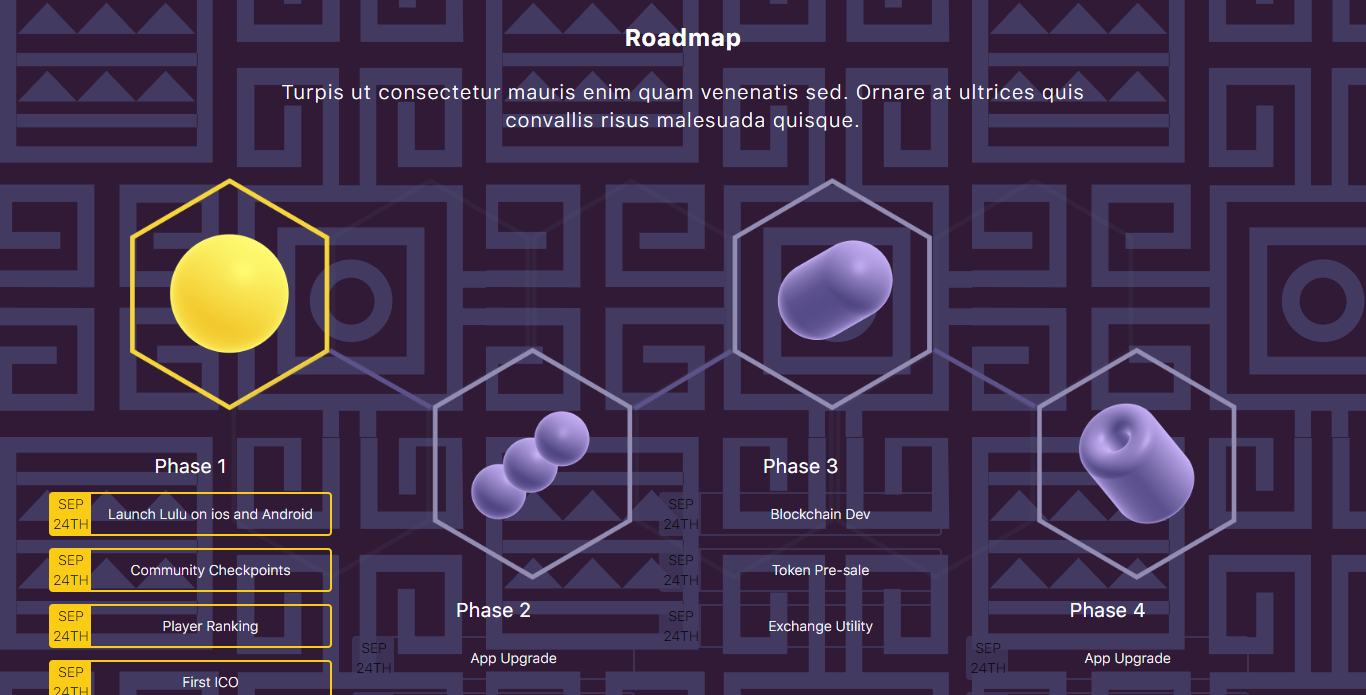 Roadmap
Turpis ut consectetur mauris enim quam venenatis sed. Ornare at ultrices quis
convallis risus malesuada quisque.
Phase 1
SEP
24TH
Launch Lulu on ios and Android
SEP
24TH
Community Checkpoints
SEP
24TH
Player Ranking
SEP
24TH
First ICO
Phase 2
SEP
24TH
App Upgrade
Phase 3
SEP
24TH
Blockchain Dev
SEP
24TH
Token Pre-sale
SEP
24TH
Exchange Utility
Phase 4
SEP
24TH
App Upgrade